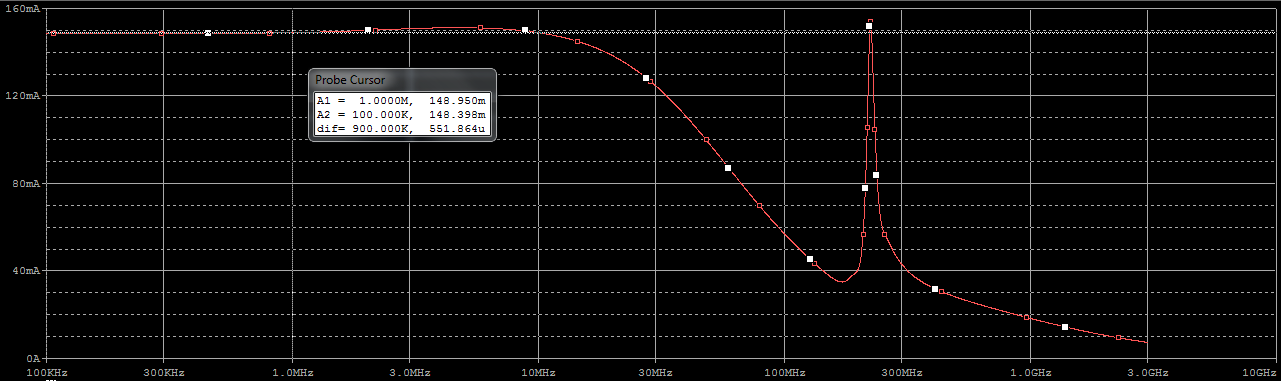 160mA
Probe Cursor
A1 = 1.0000M, 148.950m
A2 = 100.000K, 148.398m
dif= 900.000K, 551.864u
120mA
80mA
40mA
0A
100KHz 300KHz 1.0MHz 3.0MHz 10MHz 30MHz 100MHz 300MHz 1.0GHz 3.0GHz 10GHz